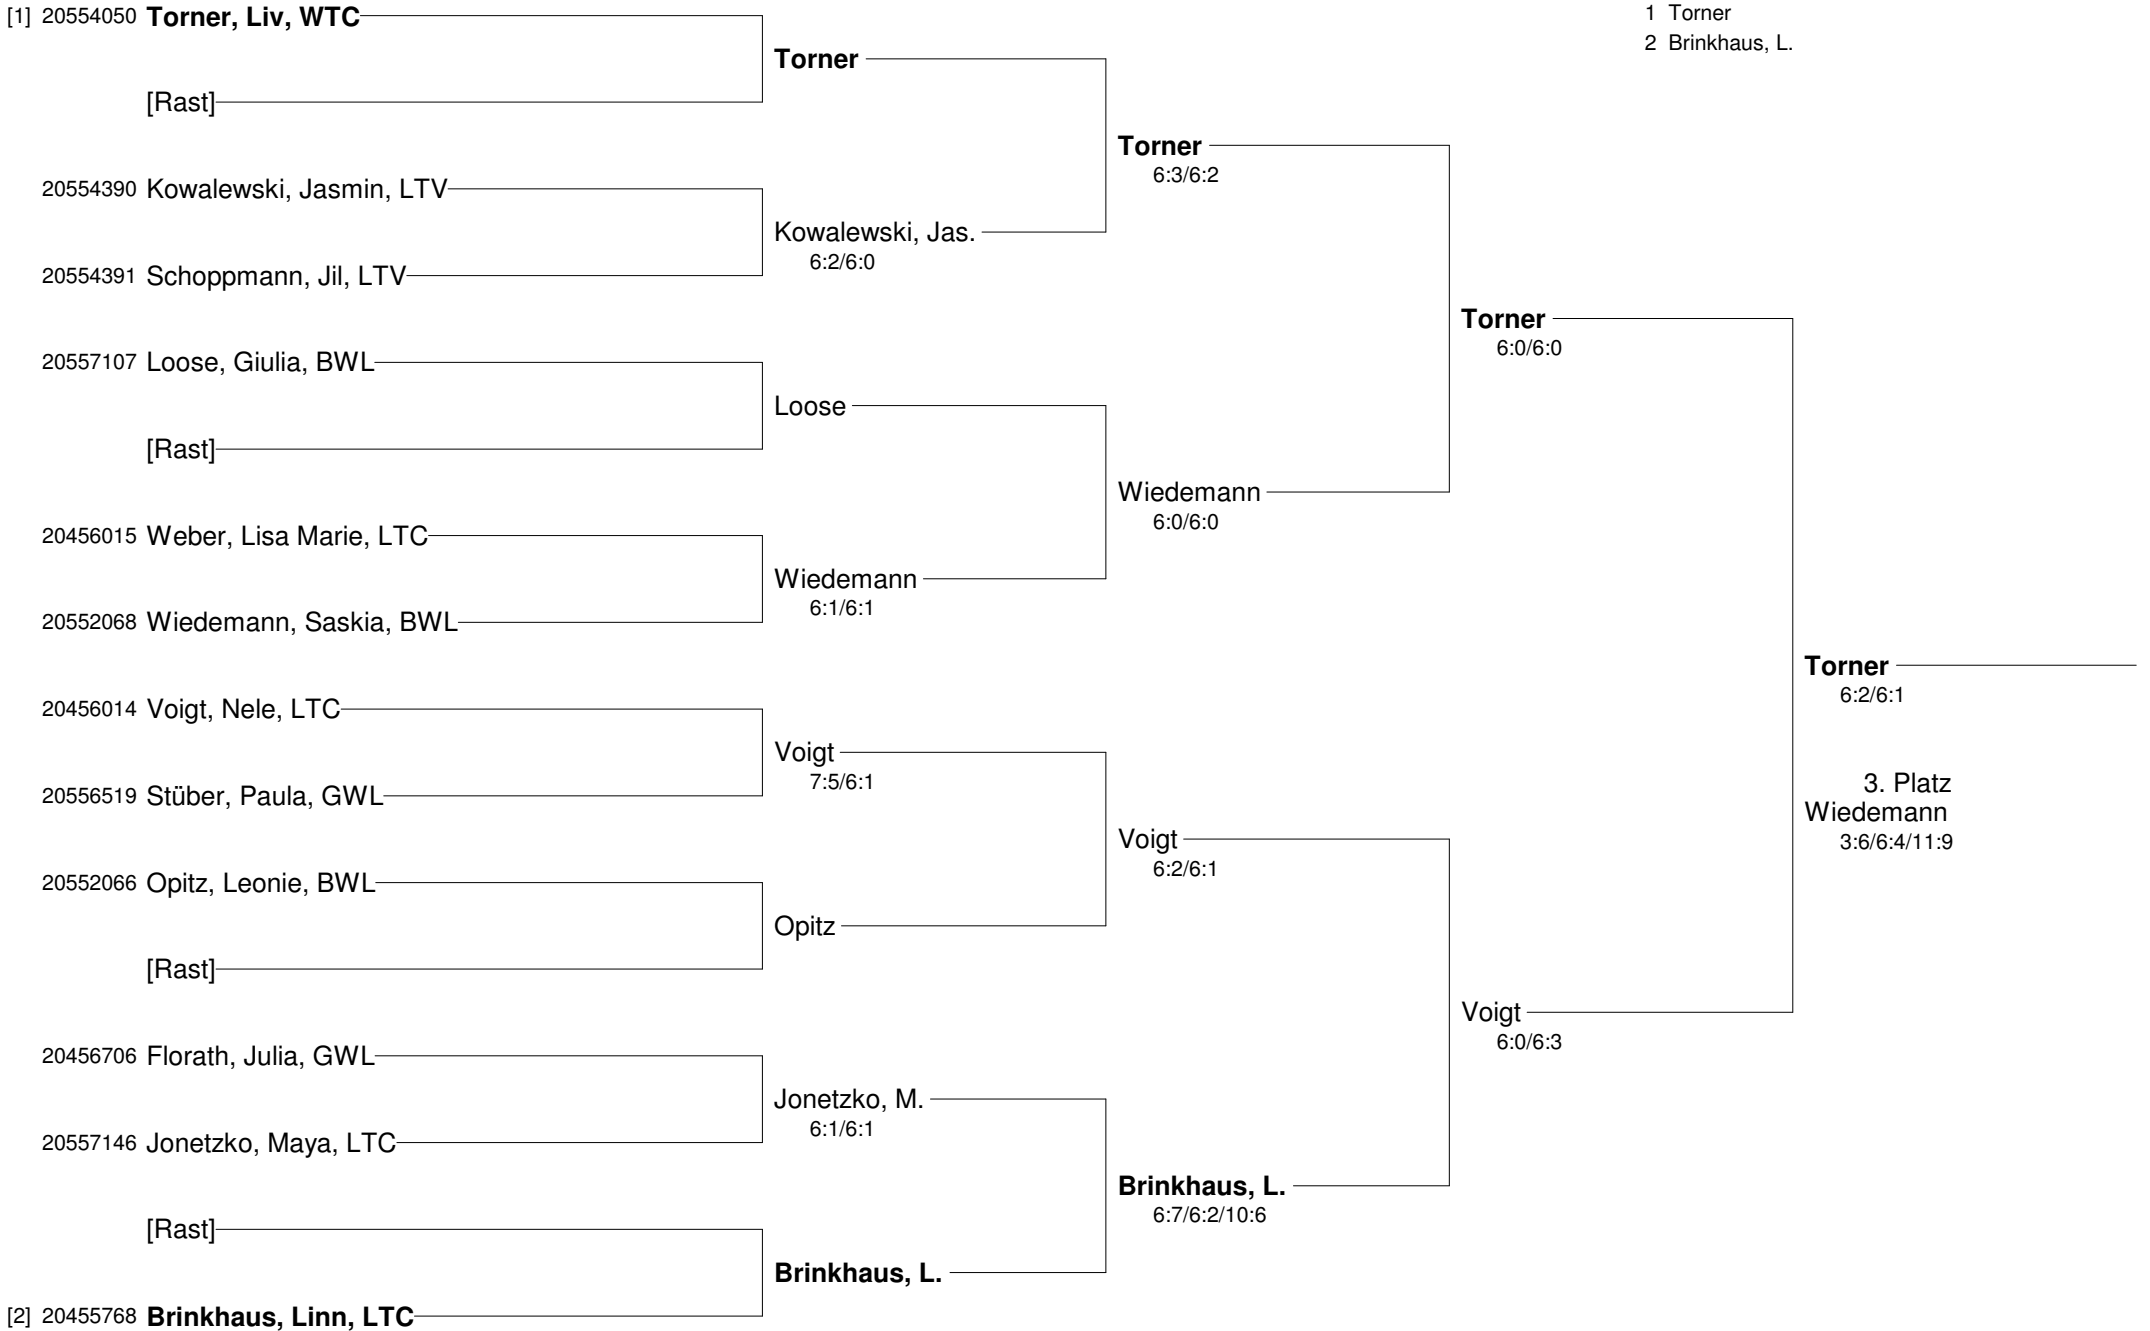 [1] 20554050 Torner, Liv, WTC
[Rast]
20554390 Kowalewski, Jasmin, LTV
20554391 Schoppmann, Jil, LTV
20557107 Loose, Giulia, BWL
[Rast]
20456015 Weber, Lisa Marie, LTC
20552068 Wiedemann, Saskia, BWL
20456014 Voigt, Nele, LTC
20556519 Stüber, Paula, GWL
20552066 Opitz, Leonie, BWL
[Rast]
20456706 Florath, Julia, GWL
20557146 Jonetzko, Maya, LTC
[Rast]
[2] 20455768 Brinkhaus, Linn, LTC
Torner
Kowalewski, Jas.
6:2/6:0
Loose
Wiedemann
6:1/6:1
Voigt
7:5/6:1
Opitz
Jonetzko, M.
6:1/6:1
Brinkhaus, L.
Torner
6:3/6:2
Wiedemann
6:0/6:0
Voigt
6:2/6:1
Brinkhaus, L.
6:7/6:2/10:6
Torner
6:0/6:0
Voigt
6:0/6:3
1 Torner
2 Brinkhaus, L.
Torner
6:2/6:1
3. Platz
Wiedemann
3:6/6:4/11:9